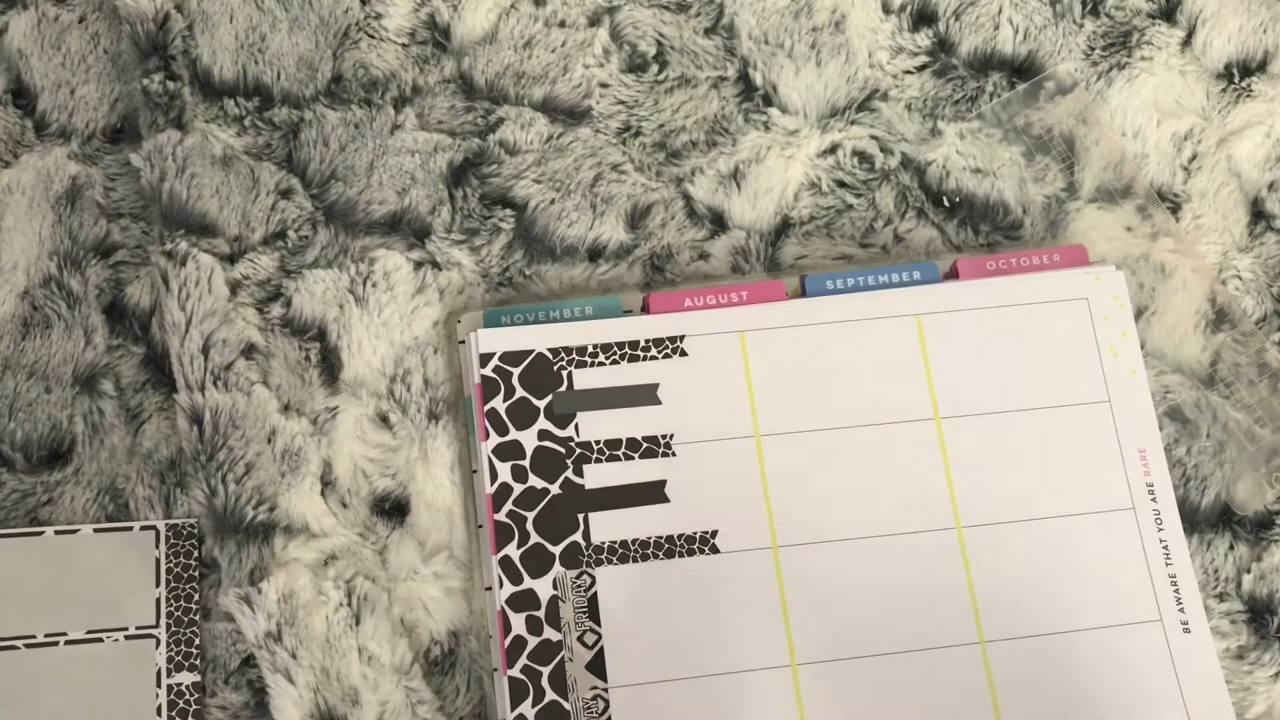 NOVEMBER
AUGUST
SEPTEMBER
OCTOBER
BE AWARE THAT YOU ARE RARE
FRIDAY